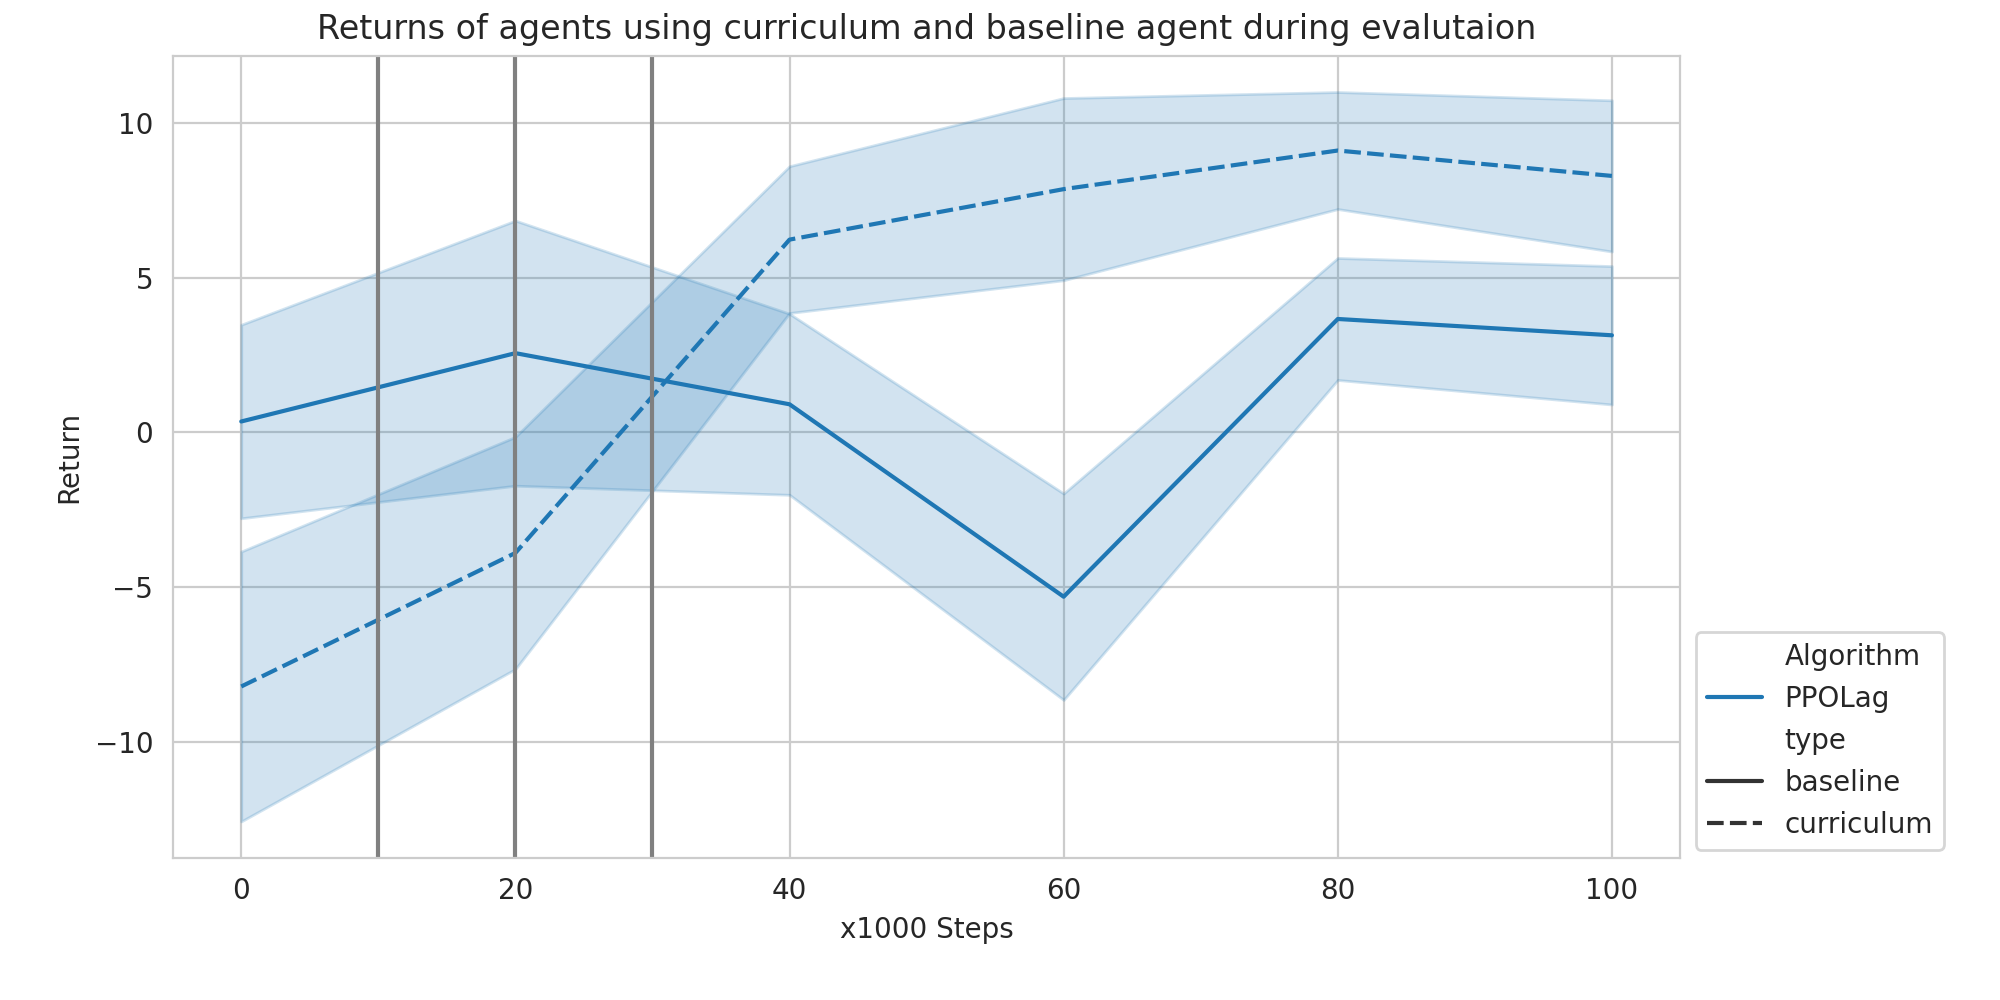 Returns of agents using curriculum and baseline agent during evalutaion
10
5
0
−5
−10
Return
0 20 40 60 80 100
x1000 Steps
Algorithm
PPOLag
type
baseline
curriculum